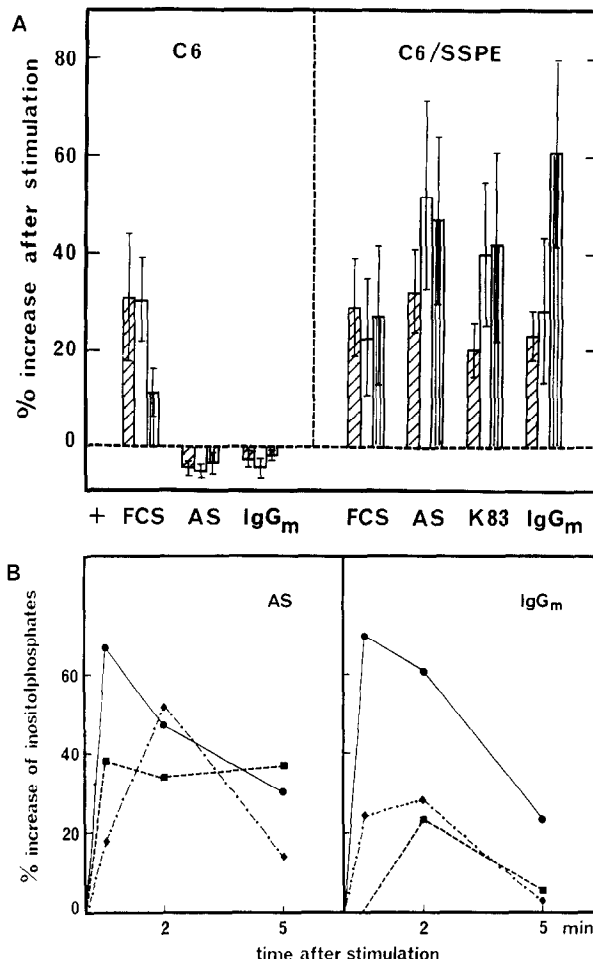 A
% increase after stimulation
80
60
40
20
0
C6
C6/SSPE
+ FCS AS IgGm FCS AS K83 IgGm
B
% increase of inositolphosphates
60
40
20
0
AS
IgGm
2 5 2 5 min
time after stimulation